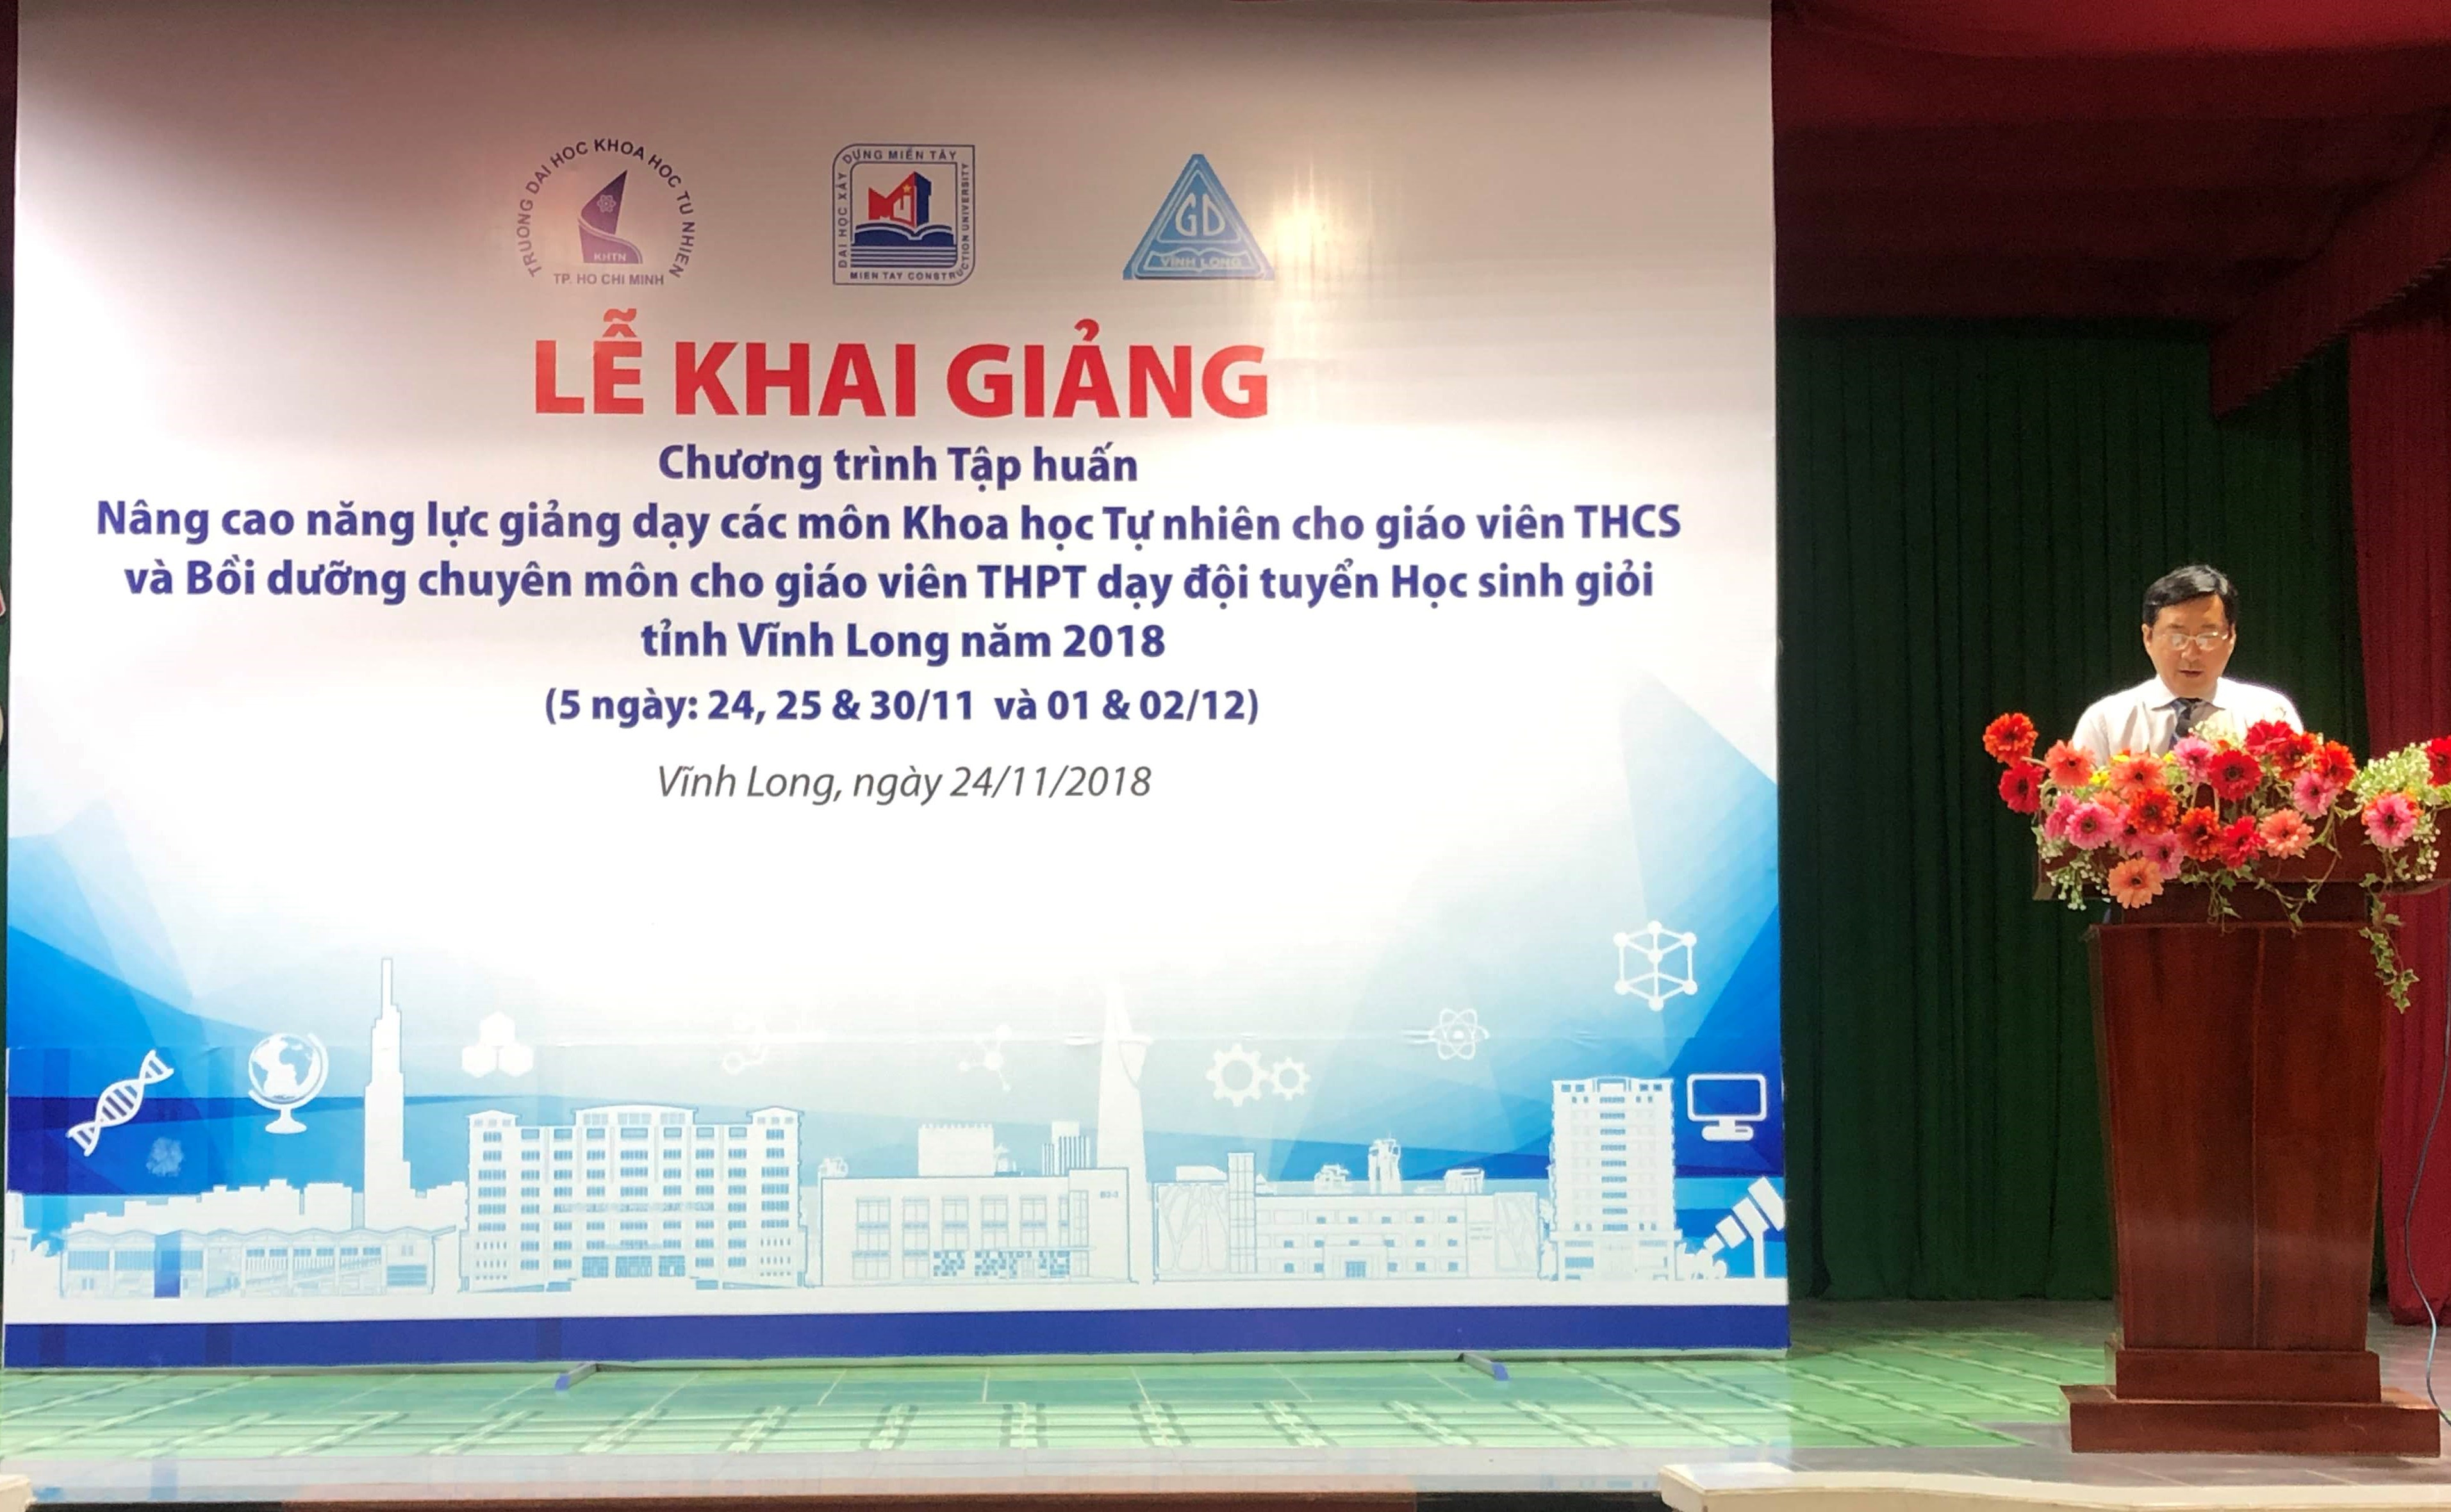 TRUONG DAI HOC KHOA HOC TU NHIEN
KHTN
TP. HO CHI MINH
DAI HOC XÂY DỰNG MIỀN TÂY
MIEN TAY CONSTRUCTION UNIVERSITY
GD
VĨNH LONG
LỄ KHAI GIẢNG
Chương trình Tập huấn
Nâng cao năng lực giảng dạy các môn Khoa học Tự nhiên cho giáo viên THCS
và Bồi dưỡng chuyên môn cho giáo viên THPT dạy đội tuyển Học sinh giỏi
tỉnh Vĩnh Long năm 2018
(5 ngày: 24, 25 & 30/11 và 01 & 02/12)
Vĩnh Long, ngày 24/11/2018